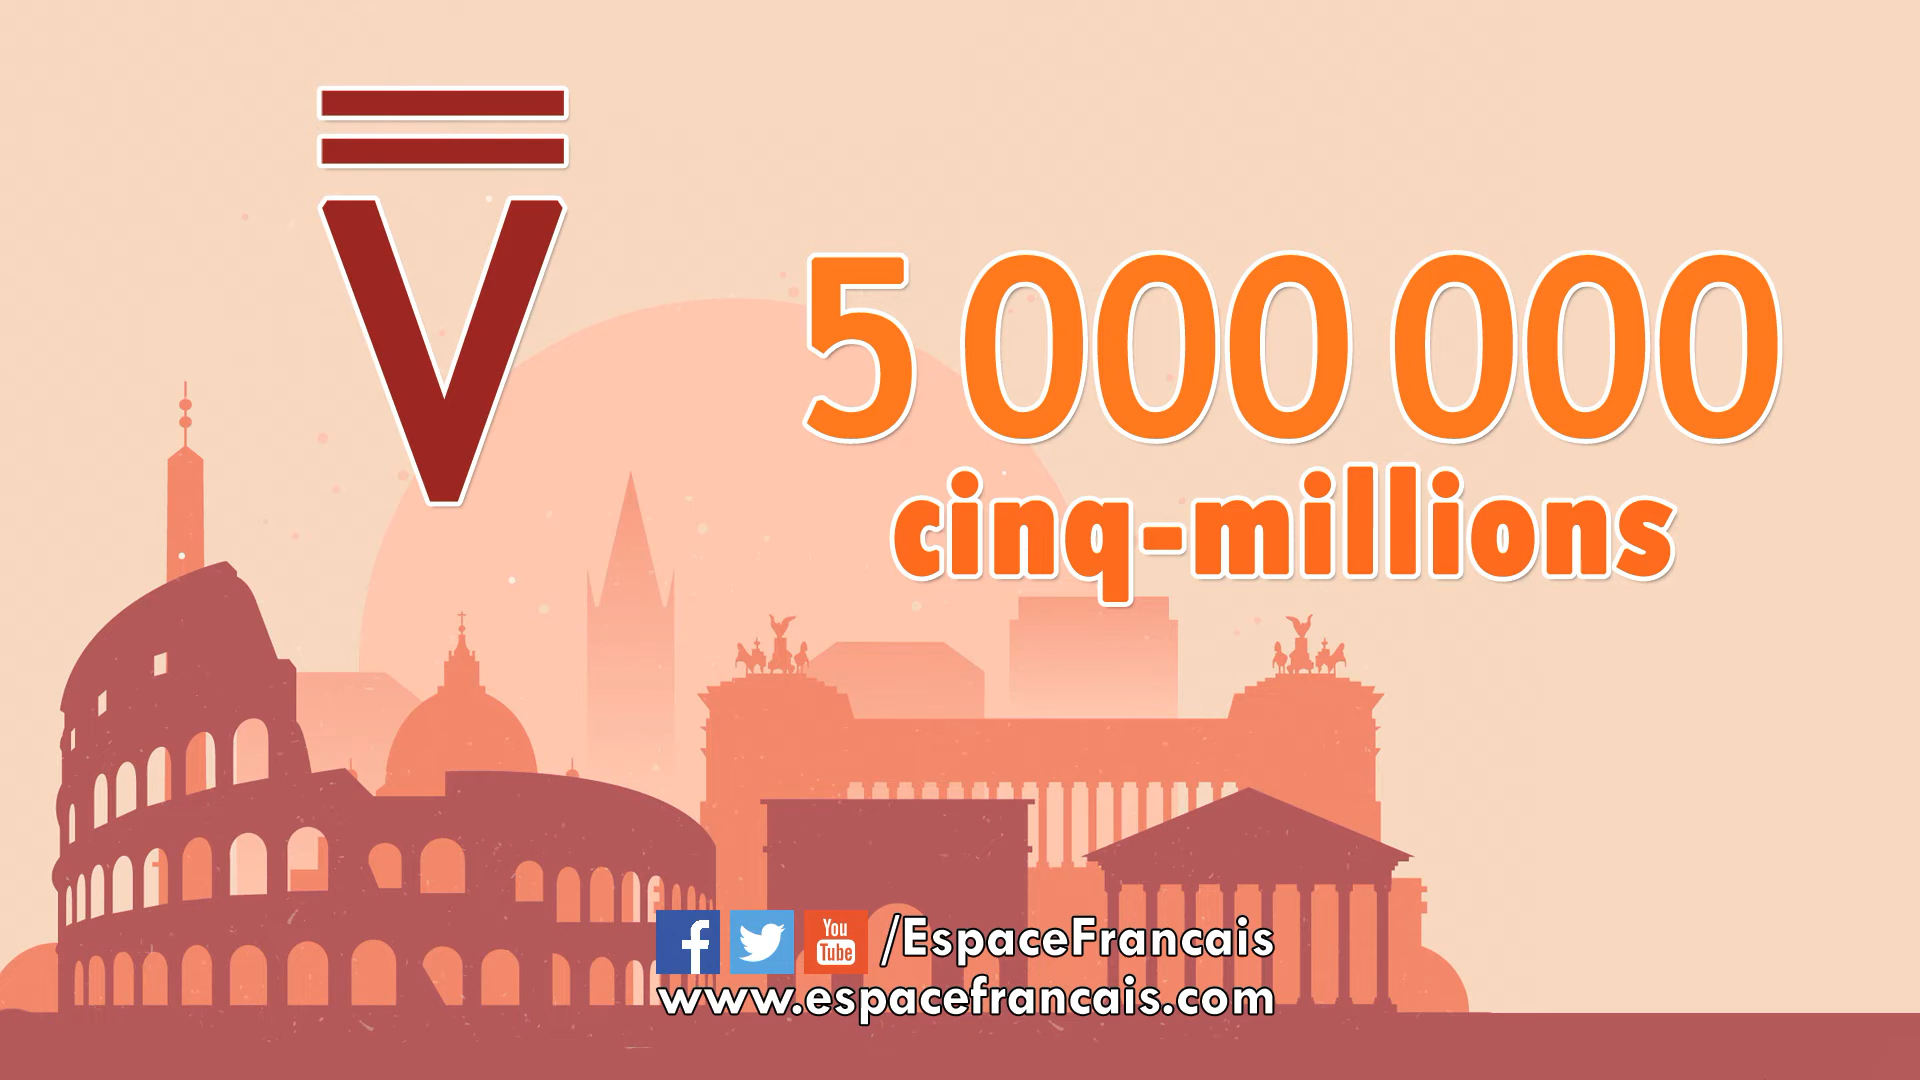 V̿
5 000 000
cinq-millions
f You Tube /EspaceFrancais
www.espacefrancais.com